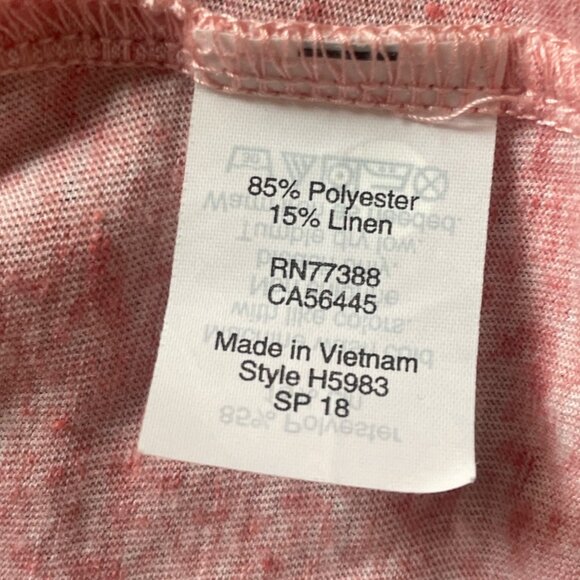 85% Polyester
15% Linen
RN77388
CA56445
Made in Vietnam
Style H5983
SP 18